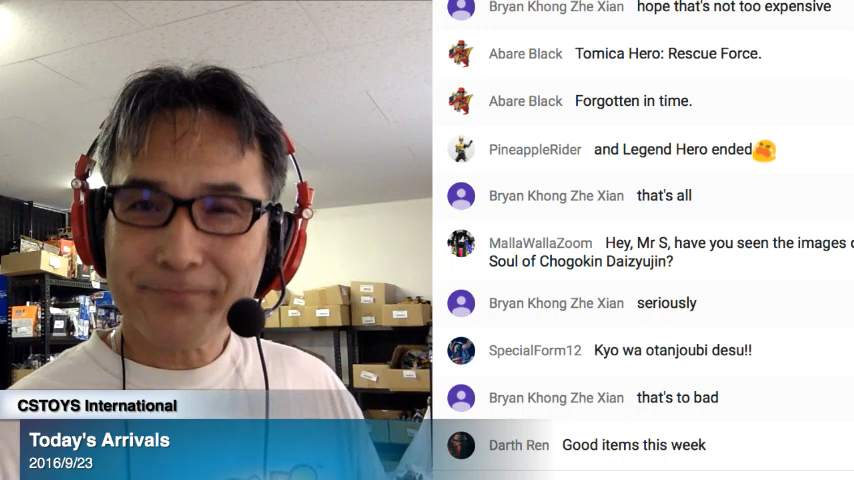 Bryan Khong Zhe Xian hope that's not too expensive
Abare Black Tomica Hero: Rescue Force.
Abare Black Forgotten in time.
PineappleRider and Legend Hero ended
Bryan Khong Zhe Xian that's all
MallaWallaZoom Hey, Mr S, have you seen the images
Soul of Chogokin Daizyujin?
Bryan Khong Zhe Xian seriously
SpecialForm12 Kyo wa otanjoubi desu!!
Bryan Khong Zhe Xian that's to bad
Darth Ren Good items this week
CSTOYS International
Today's Arrivals
2016/9/23